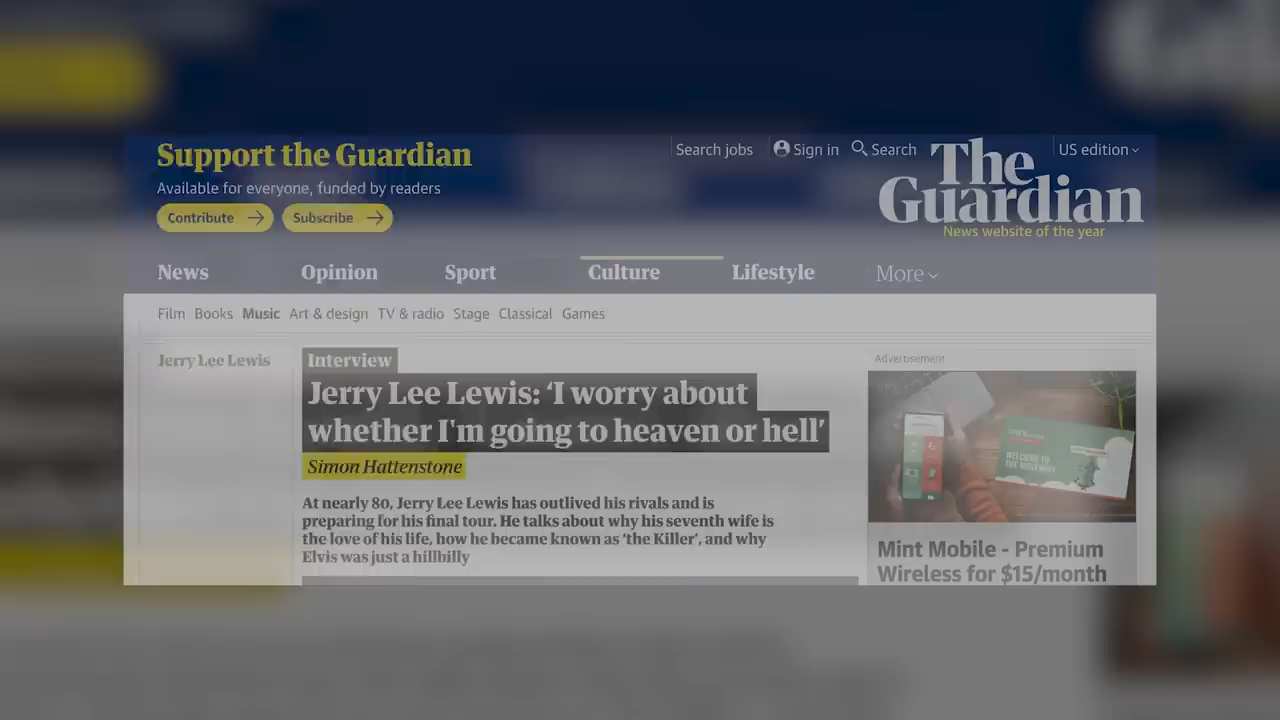 Support the Guardian
Available for everyone, funded by readers
Contribute
Subscribe
Search jobs
Sign in
Search
US edition
The
Guardian
News website of the year
News
Opinion
Sport
Culture
Lifestyle
More
Film Books Music Art & design TV & radio Stage Classical Games
Jerry Lee Lewis
Interview
Jerry Lee Lewis: ‘I worry about
whether I'm going to heaven or hell’
Simon Hattenstone
At nearly 80, Jerry Lee Lewis has outlived his rivals and is
preparing for his final tour. He talks about why his seventh wife is
the love of his life, how he became known as ‘the Killer’, and why
Elvis was just a hillbilly
Advertisement
WELCOME TO
THE MOVEMENT
Mint Mobile - Premium
Wireless for $15/month